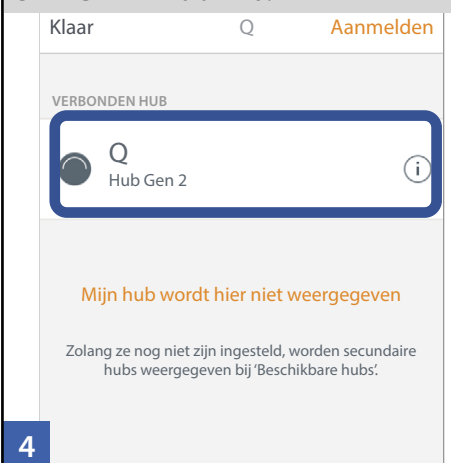 Klaar Q Aanmelden
VERBONDEN HUB
Q
Hub Gen 2
i
Mijn hub wordt hier niet weergegeven
Zolang ze nog niet zijn ingesteld, worden secundaire
hubs weergegeven bij ‘Beschikbare hubs’.
4